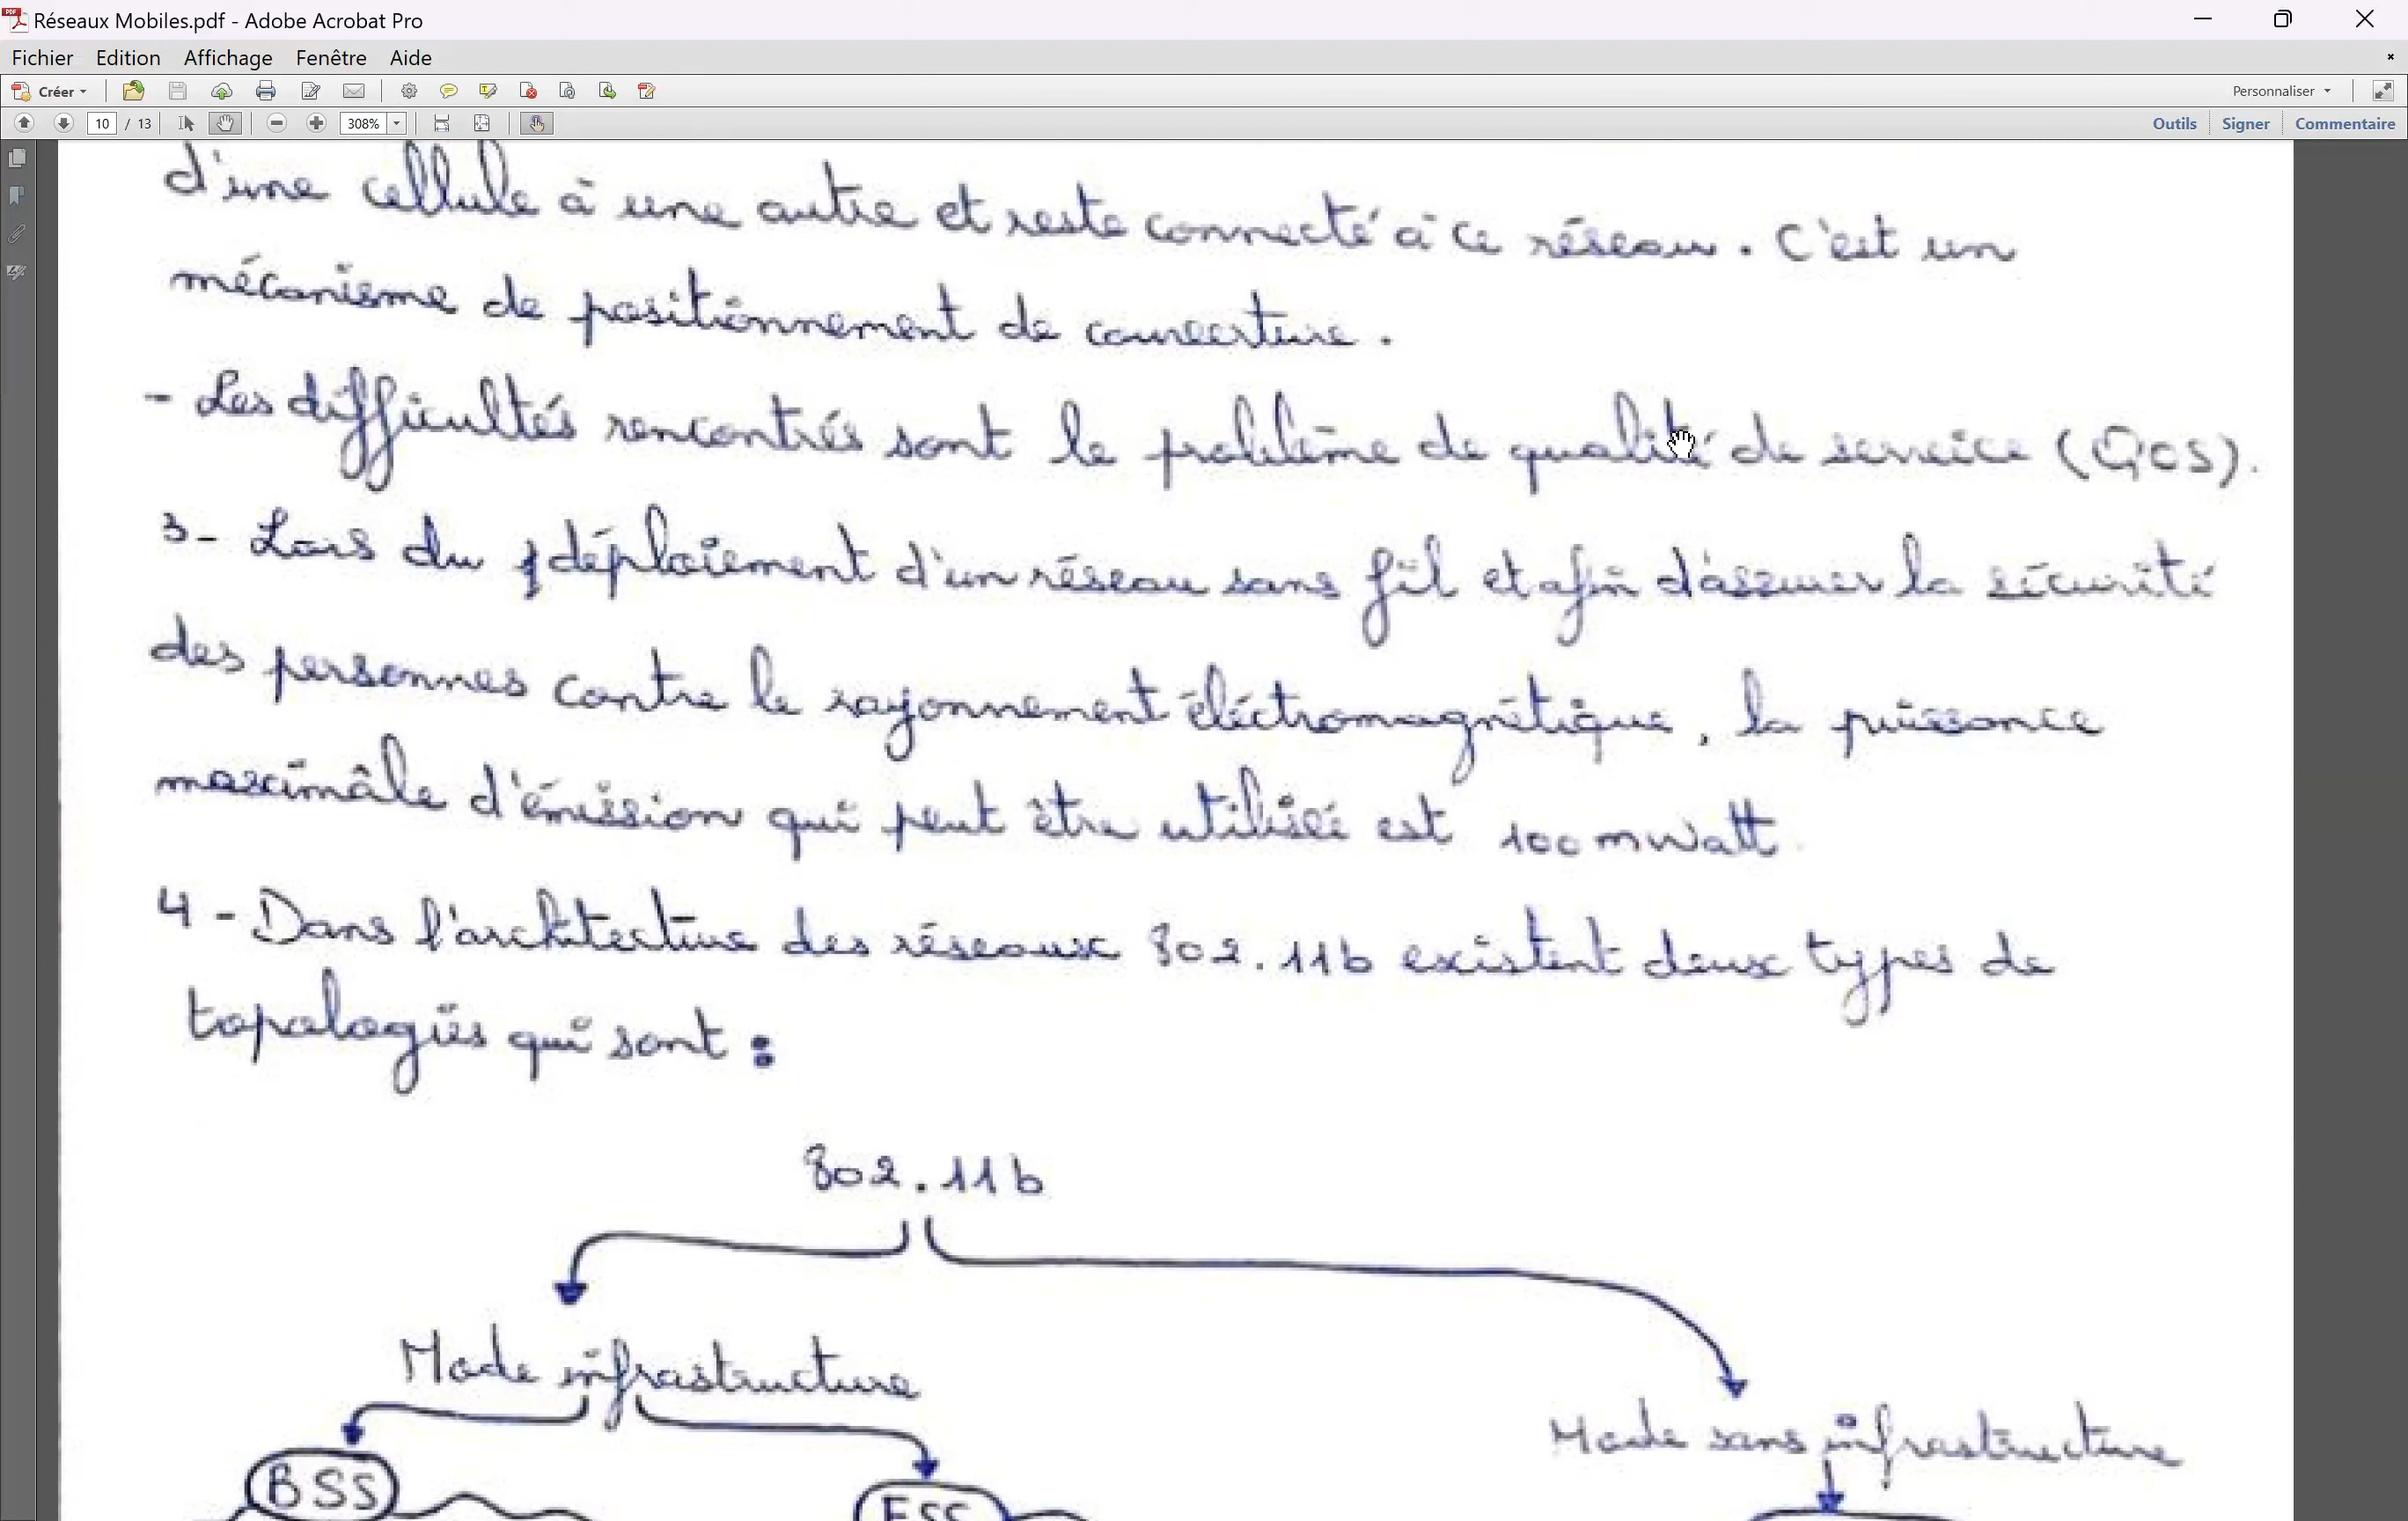 Réseaux Mobiles.pdf - Adobe Acrobat Pro
Fichier Edition Affichage Fenêtre Aide
Créer Personnaliser
10 / 13 308% Outils Signer Commentaire
d'une cellule à une autre et reste connecté à ce réseau. C'est un
mécanisme de positionnement de couverture.
- Les difficultés rencontrés sont le problème de qualité de service (QOS).
3- Lors du déploiement d'un réseau sans fil et afin d'assurer la sécurité
des personnes contre le rayonnement éléctromagnétique, la puissance
maximâle d'émission qui peut être utilisé est 100 mWatt.
4 - Dans l'architecture des réseaux 802.11b existent deux types de
topologies qui sont :
802.11b
Mode infrastructure
Mode sans infrastructure
BSS
ESS